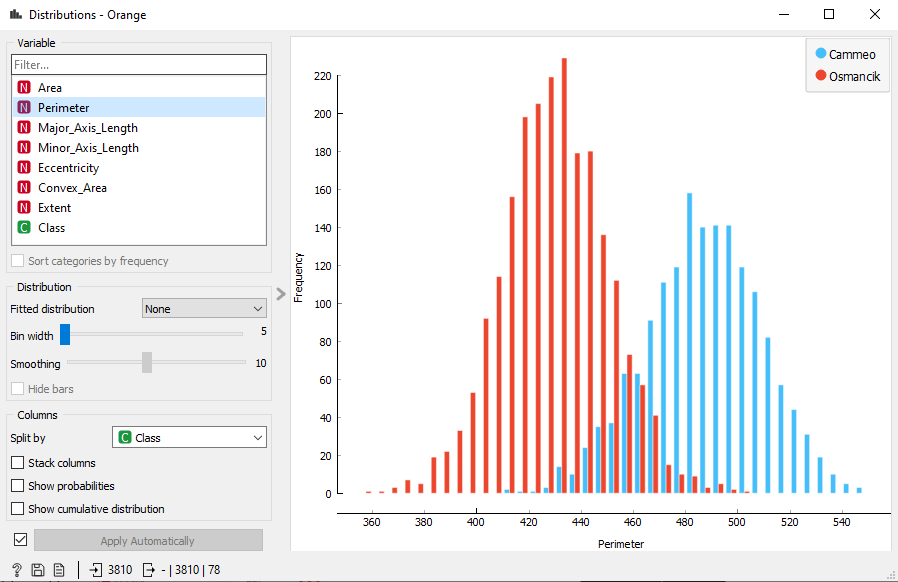 Distributions - Orange
Variable
Filter...
N Area
N Perimeter
N Major_Axis_Length
N Minor_Axis_Length
N Eccentricity
N Convex_Area
N Extent
C Class
Sort categories by frequency
Distribution
Fitted distribution None
Bin width 5
Smoothing 10
Hide bars
Columns
Split by C Class
Stack columns
Show probabilities
Show cumulative distribution
Apply Automatically
? 3810 - | 3810 | 78
Cammeo
Osmancik
Frequency
220
200
180
160
140
120
100
80
60
40
20
0
360 380 400 420 440 460 480 500 520 540
Perimeter